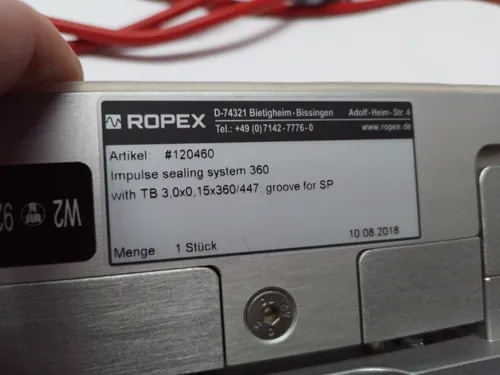 ROPEX
D-74321 Bietigheim-Bissingen Adolf-Heim-Str. 4
Tel.: +49 (0)7142-7776-0 www.ropex.de
Artikel: #120460
Impulse sealing system 360
with TB 3,0x0,15x360/447; groove for SP
10.08.2018
Menge 1 Stück
W2